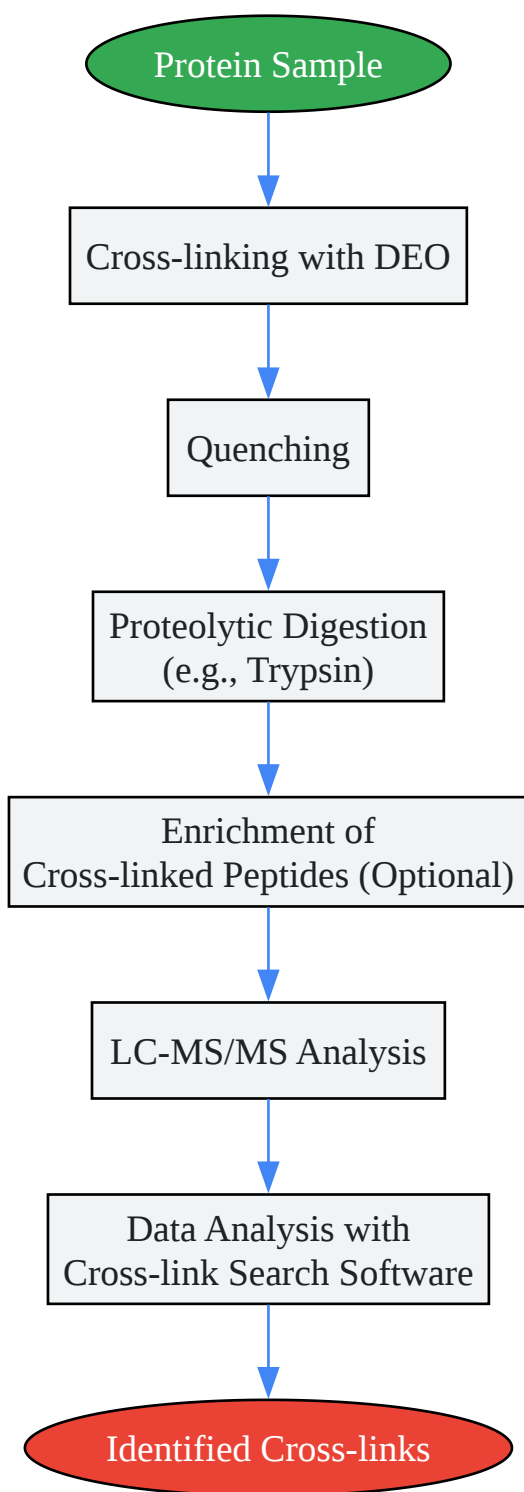 Protein Sample
Cross-linking with DEO
Quenching
Proteolytic Digestion
(e.g., Trypsin)
Enrichment of
Cross-linked Peptides (Optional)
LC-MS/MS Analysis
Data Analysis with
Cross-link Search Software
Identified Cross-links